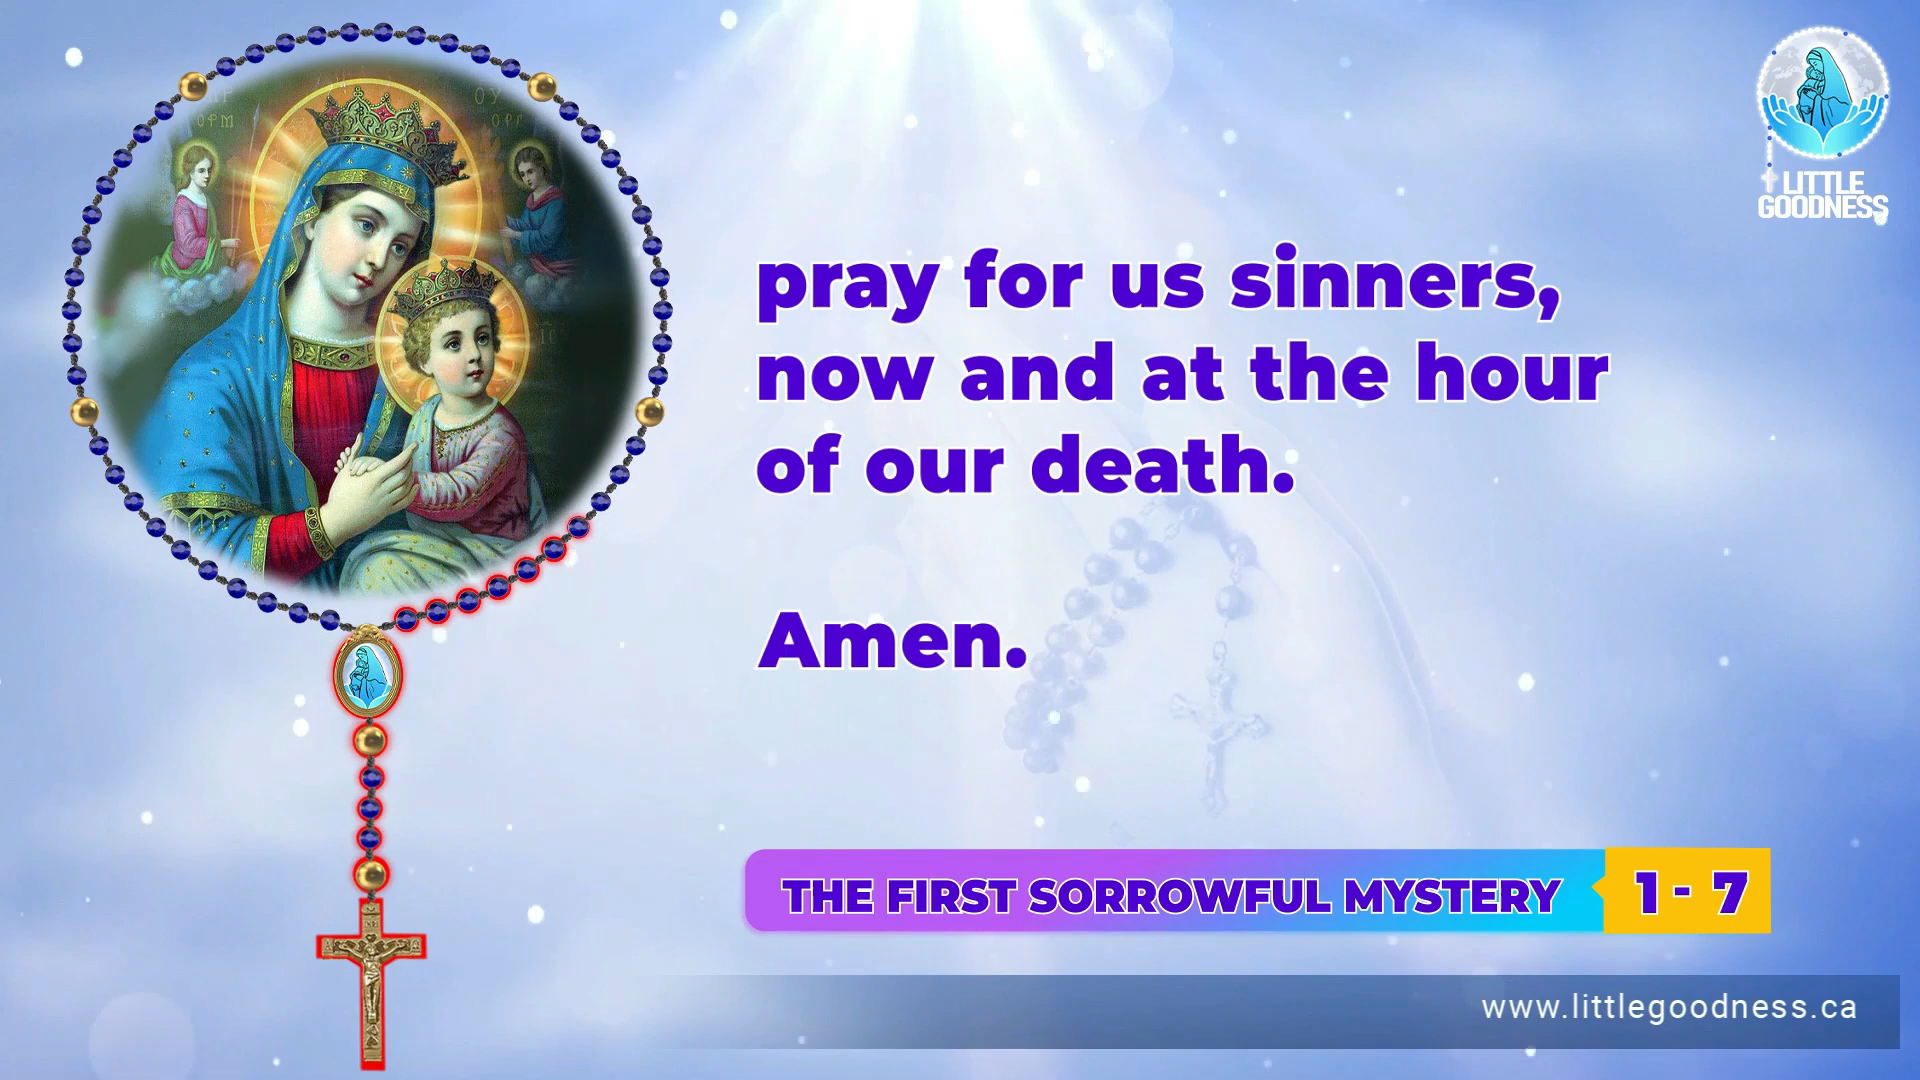 LITTLE
GOODNESS
pray for us sinners,
now and at the hour
of our death.
Amen.
THE FIRST SORROWFUL MYSTERY
1 - 7
www.littlegoodness.ca